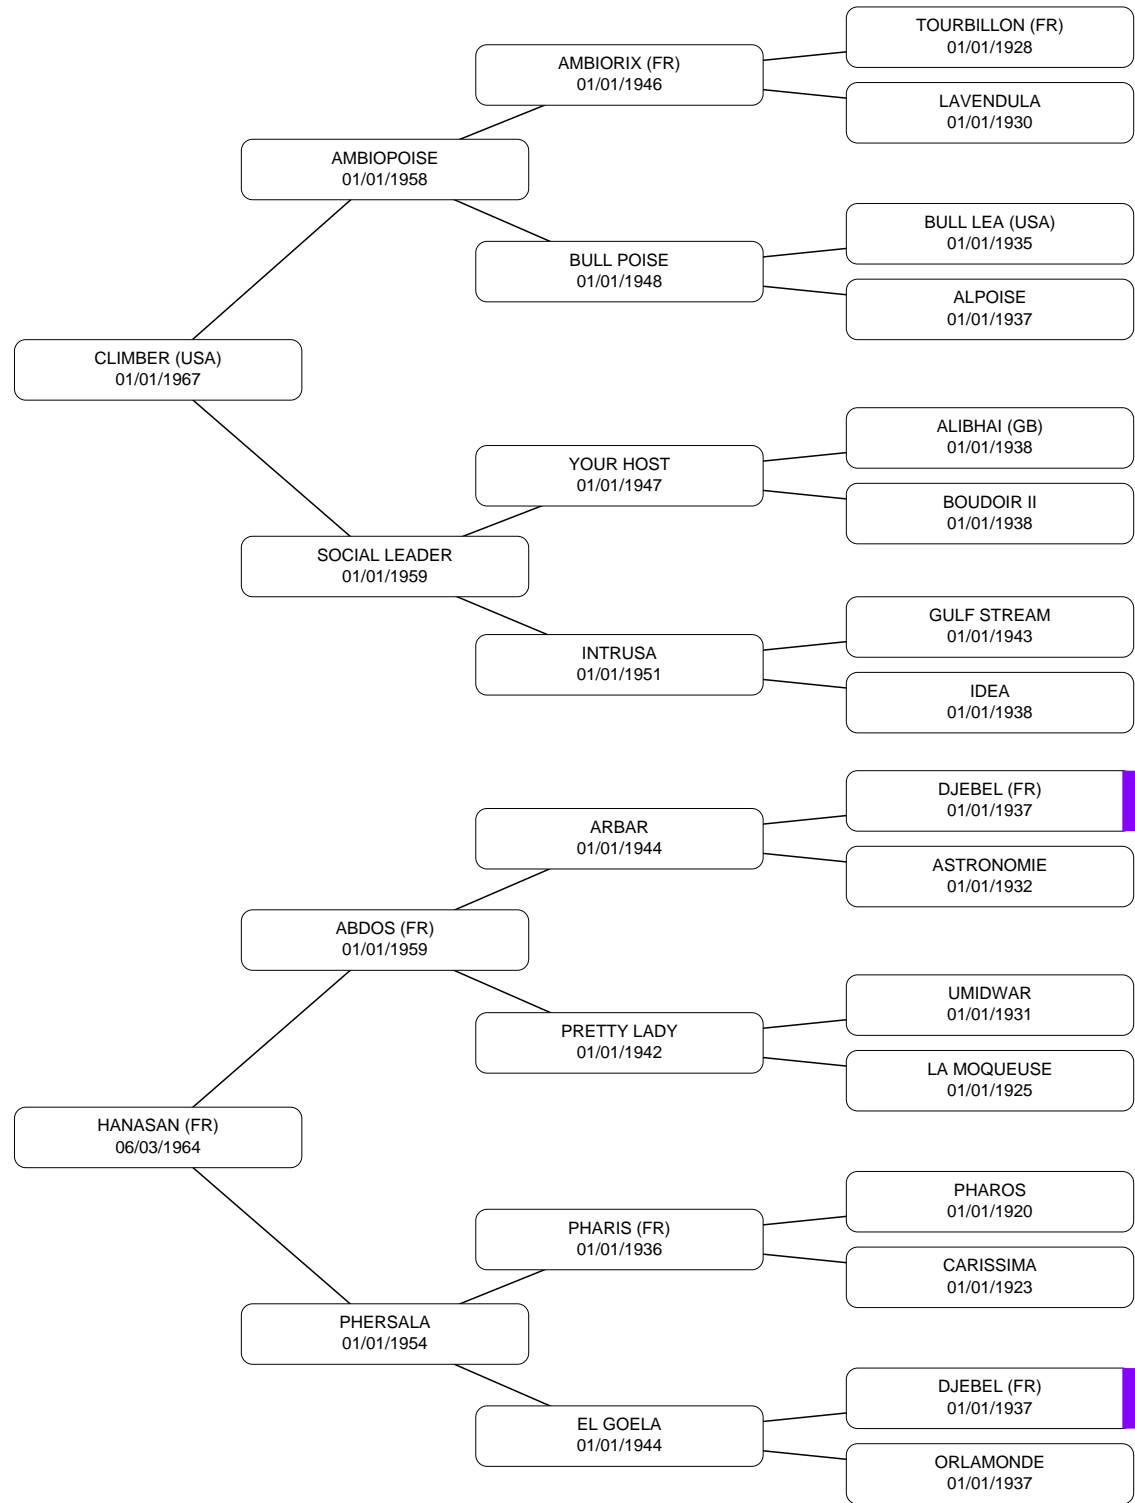 TOURBILLON (FR)
01/01/1928
AMBIORIX (FR)
01/01/1946
LAVENDULA
01/01/1930
AMBIOPOISE
01/01/1958
BULL LEA (USA)
01/01/1935
BULL POISE
01/01/1948
ALPOISE
01/01/1937
CLIMBER (USA)
01/01/1967
ALIBHAI (GB)
01/01/1938
YOUR HOST
01/01/1947
BOUDOIR II
01/01/1938
SOCIAL LEADER
01/01/1959
GULF STREAM
01/01/1943
INTRUSA
01/01/1951
IDEA
01/01/1938
DJEBEL (FR)
01/01/1937
ARBAR
01/01/1944
ASTRONOMIE
01/01/1932
ABDOS (FR)
01/01/1959
UMIDWAR
01/01/1931
PRETTY LADY
01/01/1942
LA MOQUEUSE
01/01/1925
HANASAN (FR)
06/03/1964
PHAROS
01/01/1920
PHARIS (FR)
01/01/1936
CARISSIMA
01/01/1923
PHERSALA
01/01/1954
DJEBEL (FR)
01/01/1937
EL GOELA
01/01/1944
ORLAMONDE
01/01/1937